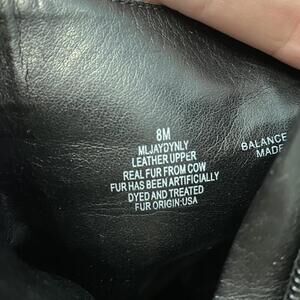 8M
MLJAYDYNLY
LEATHER UPPER
REAL FUR FROM COW
FUR HAS BEEN ARTIFICIALLY
DYED AND TREATED
FUR ORIGIN:USA
BALANCE
MADE